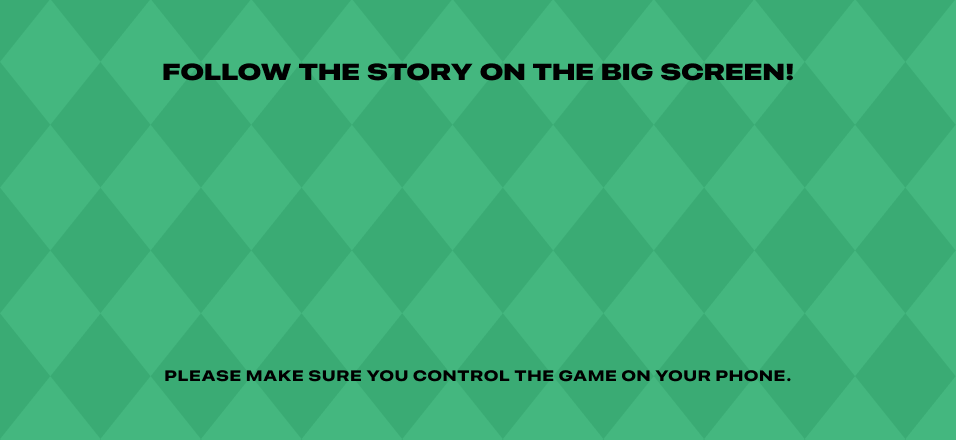 FOLLOW THE STORY ON THE BIG SCREEN!
PLEASE MAKE SURE YOU CONTROL THE GAME ON YOUR PHONE.